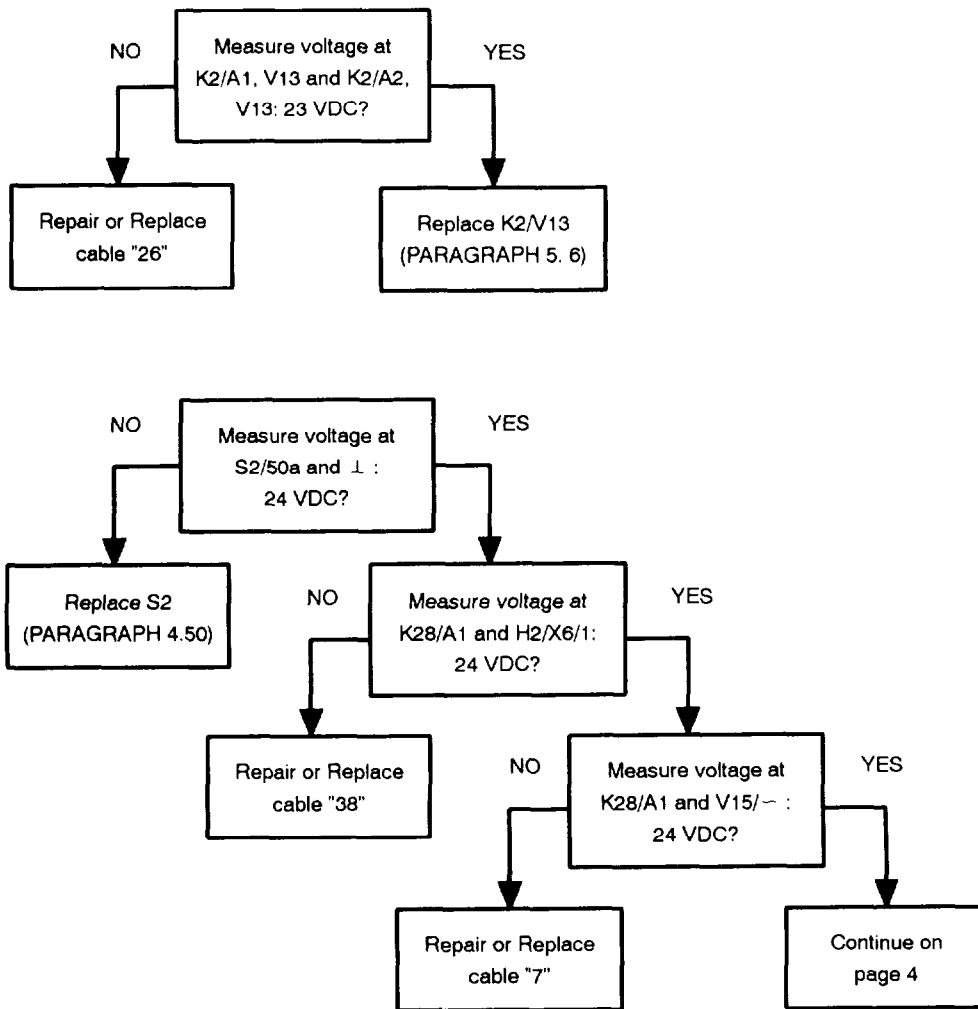 NO
Measure voltage at
K2/A1, V13 and K2/A2,
V13: 23 VDC?
YES
Repair or Replace
cable "26"
Replace K2/V13
(PARAGRAPH 5. 6)
NO
Measure voltage at
S2/50a and ⊥ :
24 VDC?
YES
Replace S2
(PARAGRAPH 4.50)
NO
Measure voltage at
K28/A1 and H2/X6/1:
24 VDC?
YES
Repair or Replace
cable "38"
NO
Measure voltage at
K28/A1 and V15/∼ :
24 VDC?
YES
Repair or Replace
cable "7"
Continue on
page 4